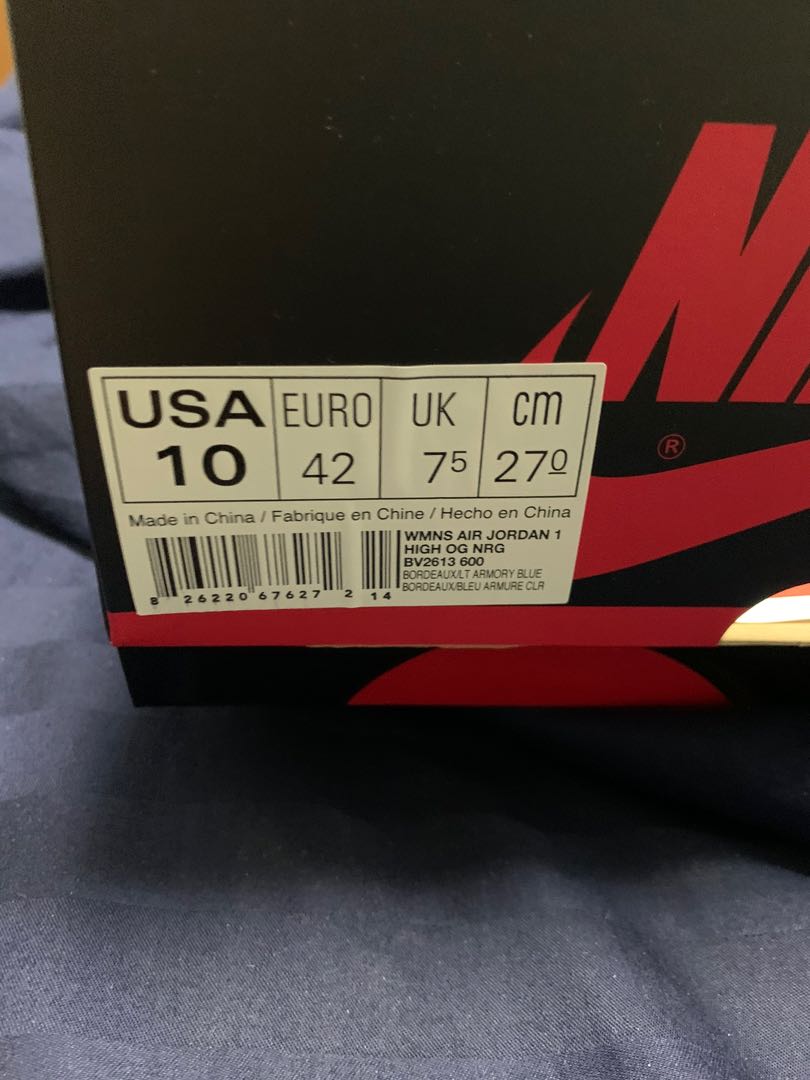 NI
®
USA EURO UK cm
10 42 7⁵ 27⁰
Made in China / Fabrique en Chine / Hecho en China
WMNS AIR JORDAN 1
HIGH OG NRG
BV2613 600
BORDEAUX/LT ARMORY BLUE
BORDEAUX/BLEU ARMURE CLR
8 26220 67627 2 14